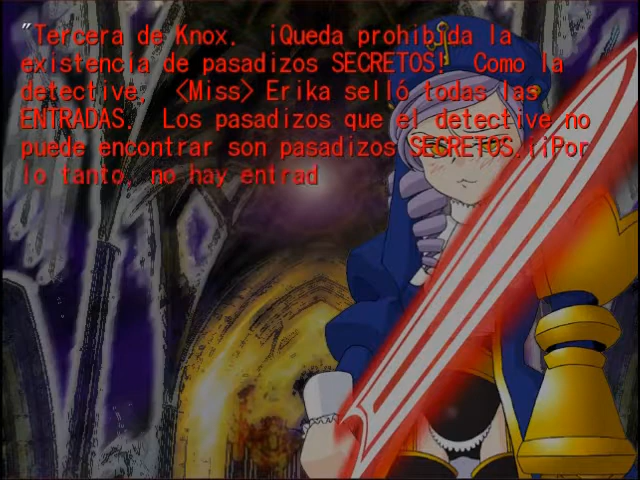 "Tercera de Knox.  ¡Queda prohibida la
existencia de pasadizos SECRETOS!  Como la
detective,  <Miss> Erika selló todas las
ENTRADAS.  Los pasadizos que el detective no
puede encontrar son pasadizos SECRETOS.¡¡Por
lo tanto, no hay entrad